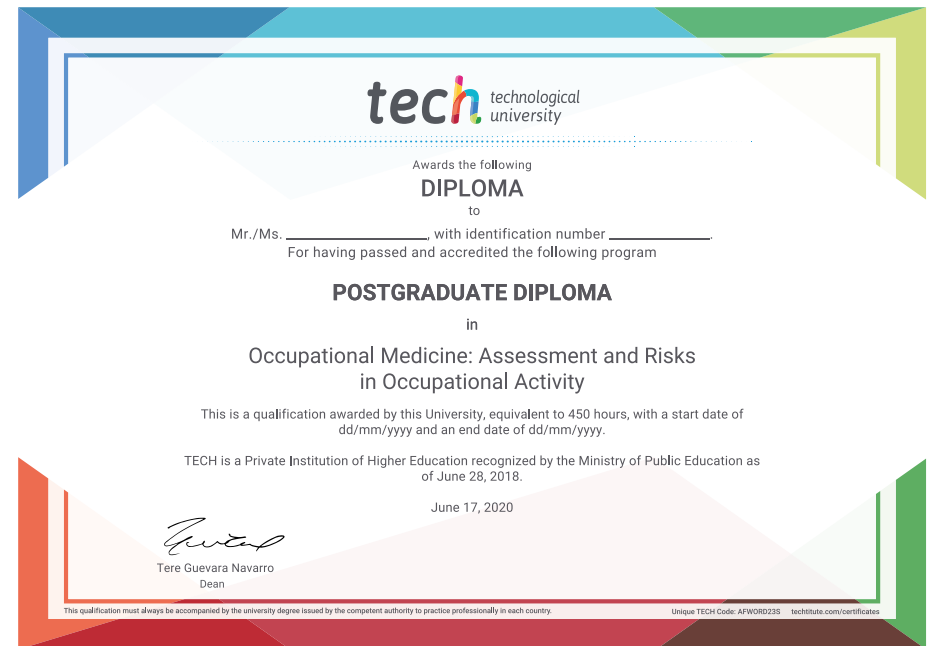 tech technological
university
Awards the following
DIPLOMA
to
Mr./Ms. ____________________, with identification number ______________.
For having passed and accredited the following program
POSTGRADUATE DIPLOMA
in
Occupational Medicine: Assessment and Risks
in Occupational Activity
This is a qualification awarded by this University, equivalent to 450 hours, with a start date of
dd/mm/yyyy and an end date of dd/mm/yyyy.
TECH is a Private Institution of Higher Education recognized by the Ministry of Public Education as
of June 28, 2018.
June 17, 2020
Tere Guevara Navarro
Dean
This qualification must always be accompanied by the university degree issued by the competent authority to practice professionally in each country. Unique TECH Code: AFWORD23S techtitute.com/certificates